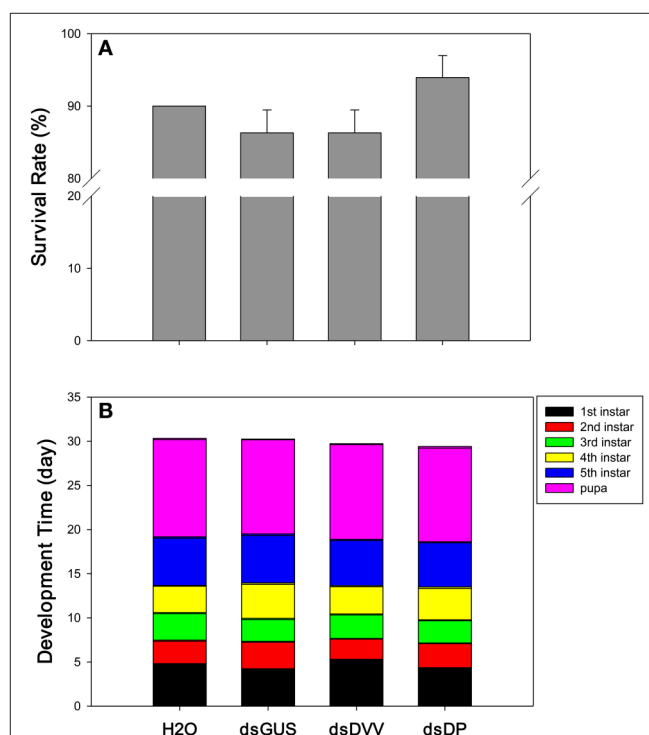 A
Survival Rate (%)
100
90
80
20
10
0
B
Development Time (day)
35
30
25
20
15
10
5
0
1st instar
2nd instar
3rd instar
4th instar
5th instar
pupa
H2O dsGUS dsDVV dsDP